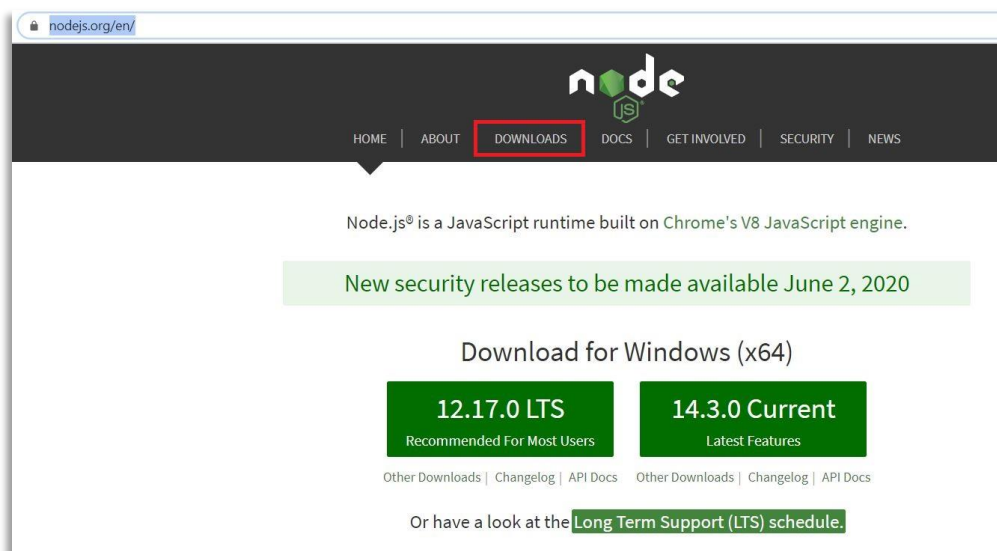 nodejs.org/en/
node
JS
HOME | ABOUT DOWNLOADS DOCS | GET INVOLVED | SECURITY | NEWS
Node.js® is a JavaScript runtime built on Chrome's V8 JavaScript engine.
New security releases to be made available June 2, 2020
Download for Windows (x64)
12.17.0 LTS 14.3.0 Current
Recommended For Most Users Latest Features
Other Downloads | Changelog | API Docs Other Downloads | Changelog | API Docs
Or have a look at the Long Term Support (LTS) schedule.